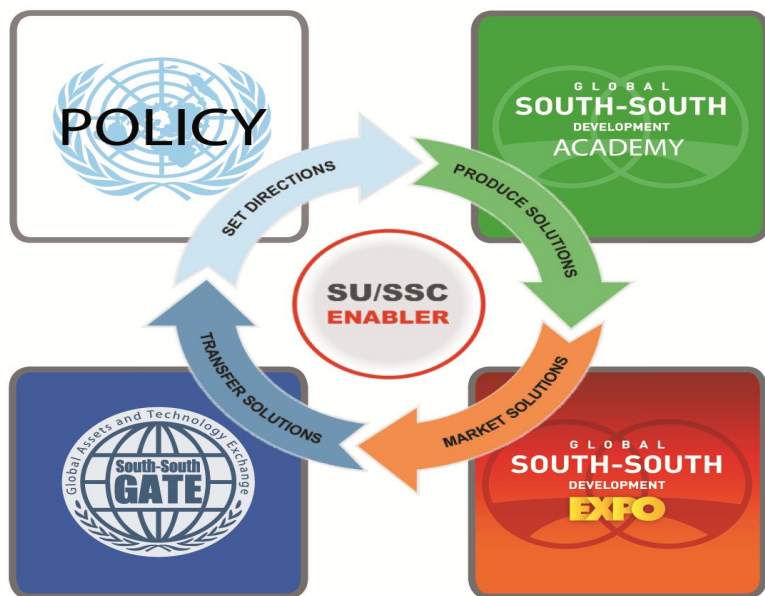 POLICY
GLOBAL
SOUTH-SOUTH
DEVELOPMENT
ACADEMY
SET DIRECTIONS
PRODUCE SOLUTIONS
SU/SSC
ENABLER
TRANSFER SOLUTIONS
MARKET SOLUTIONS
Global Assets and Technology Exchange
South-South
GATE
GLOBAL
SOUTH-SOUTH
DEVELOPMENT
EXPO